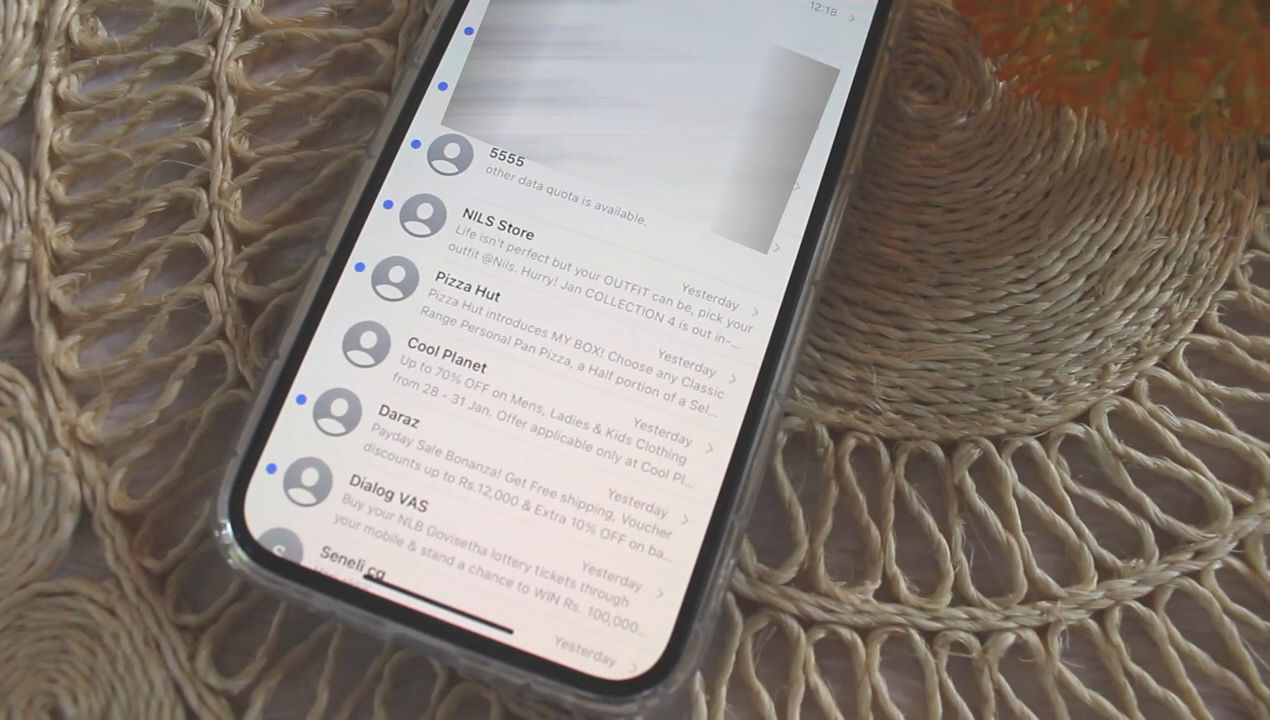 12:18
5555
other data quota is available.
NILS Store
Yesterday
Life isn't perfect but your OUTFIT can be, pick your
outfit @Nils. Hurry! Jan COLLECTION 4 is out in-...
Pizza Hut
Yesterday
Pizza Hut introduces MY BOX! Choose any Classic
Range Personal Pan Pizza, a Half portion of a Sel...
Cool Planet
Yesterday
Up to 70% OFF on Mens, Ladies & Kids Clothing
from 28 - 31 Jan. Offer applicable only at Cool Pl...
Daraz
Yesterday
Payday Sale Bonanza! Get Free shipping, Voucher
discounts up to Rs.12,000 & Extra 10% OFF on ba...
Dialog VAS
Yesterday
Buy your NLB Govisetha lottery tickets through
your mobile & stand a chance to WIN Rs. 100,000...
S
Seneli cg
Yesterday